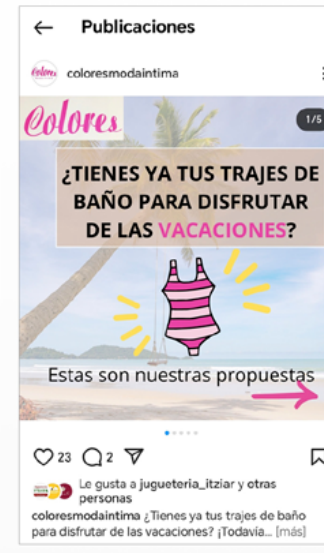 Publicaciones
coloresmodaintima
Colores
1/5
¿TIENES YA TUS TRAJES DE
BAÑO PARA DISFRUTAR
DE LAS VACACIONES?
Estas son nuestras propuestas
23 2
Le gusta a jugueteria_itziar y otras
personas
coloresmodaintima ¿Tienes ya tus trajes de baño
para disfrutar de las vacaciones? ¡Todavía... [más]